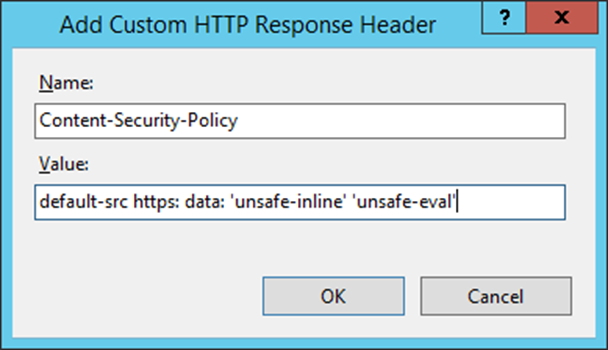 Add Custom HTTP Response Header
?
x
Name:
Content-Security-Policy
Value:
default-src https: data: 'unsafe-inline' 'unsafe-eval'
OK
Cancel